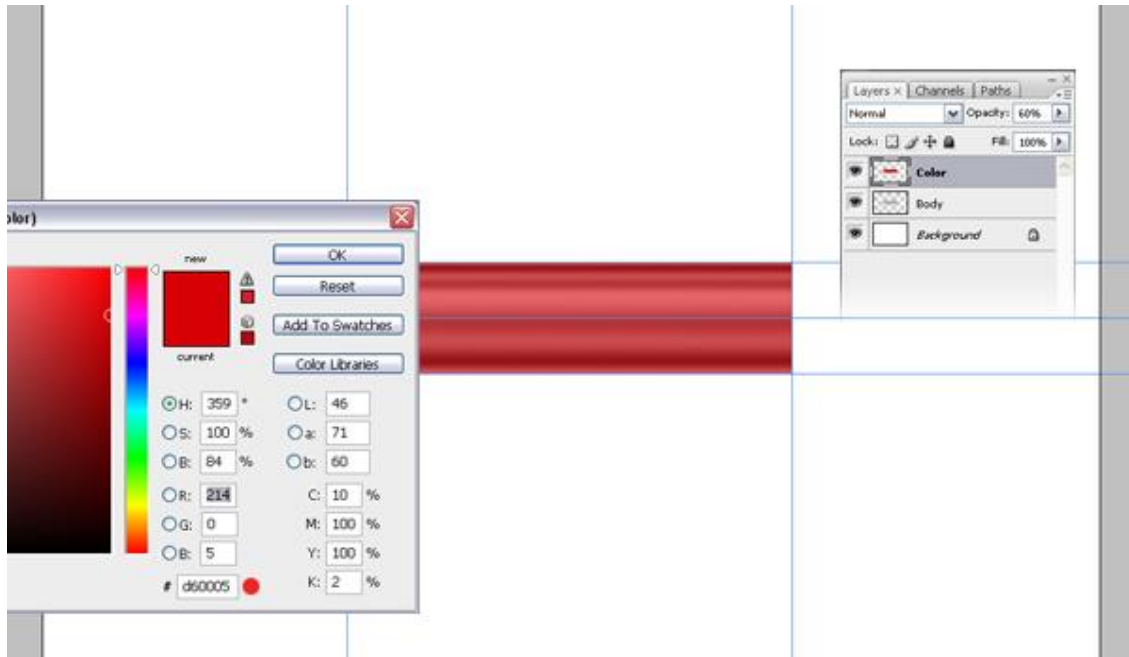 Layers × Channels Paths
Normal Opacity: 60%
Lock: Fill: 100%
Color
Body
Background
olor)
new
current
OK
Reset
Add To Swatches
Color Libraries
H: 359 °
S: 100 %
B: 84 %
R: 214
G: 0
B: 5
# d60005
L: 46
a: 71
b: 60
C: 10 %
M: 100 %
Y: 100 %
K: 2 %